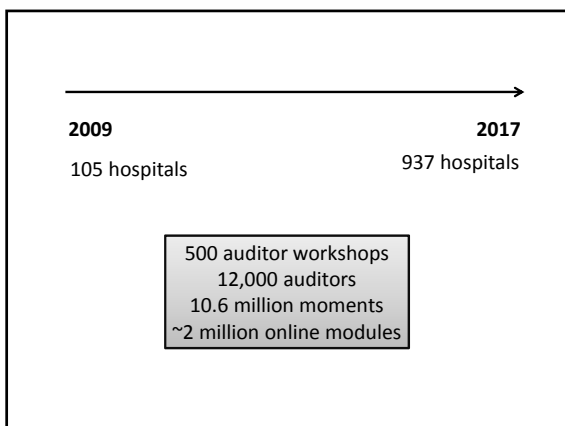 2009
2017
105 hospitals
937 hospitals
500 auditor workshops
12,000 auditors
10.6 million moments
~2 million online modules